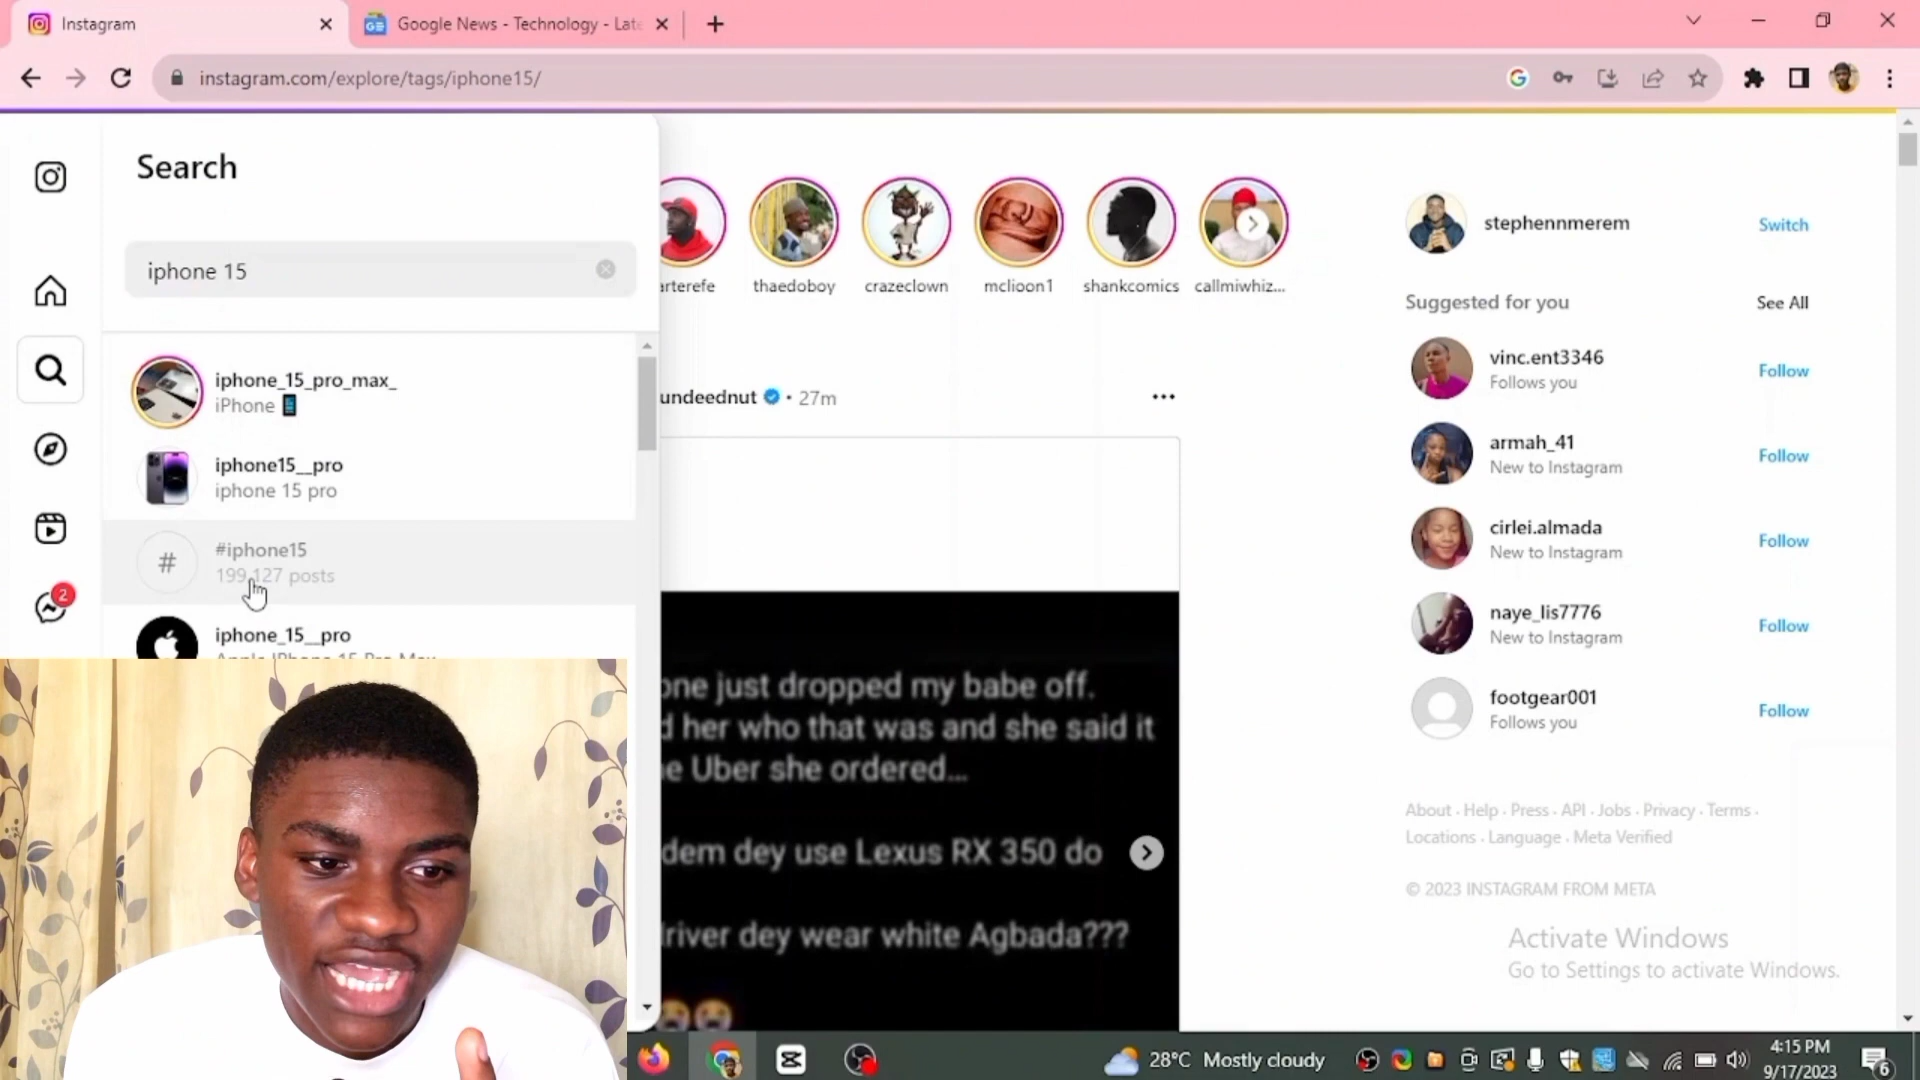 Instagram
Google News - Technology - Late
instagram.com/explore/tags/iphone15/
Search
iphone 15
iphone_15_pro_max_
iPhone
iphone15__pro
iphone 15 pro
#
#iphone15
199,127 posts
iphone_15__pro
2
arterefe
thaedoboy
crazeclown
mclioon1
shankcomics
callmiwhiz...
undeednut • 27m
one just dropped my babe off.
d her who that was and she said it
e Uber she ordered...
dem dey use Lexus RX 350 do
driver dey wear white Agbada???
stephennmerem
Switch
Suggested for you
See All
vinc.ent3346
Follows you
Follow
armah_41
New to Instagram
Follow
cirlei.almada
New to Instagram
Follow
naye_lis7776
New to Instagram
Follow
footgear001
Follows you
Follow
About · Help · Press · API · Jobs · Privacy · Terms ·
Locations · Language · Meta Verified
© 2023 INSTAGRAM FROM META
Activate Windows
Go to Settings to activate Windows.
28°C Mostly cloudy
4:15 PM
9/17/2023
6